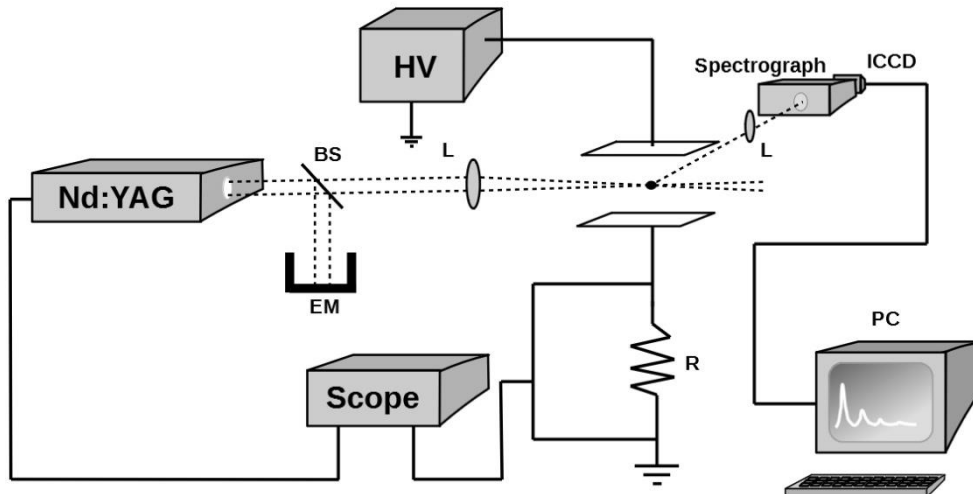 HV
Spectrograph
ICCD
BS
L
L
Nd:YAG
EM
PC
R
Scope